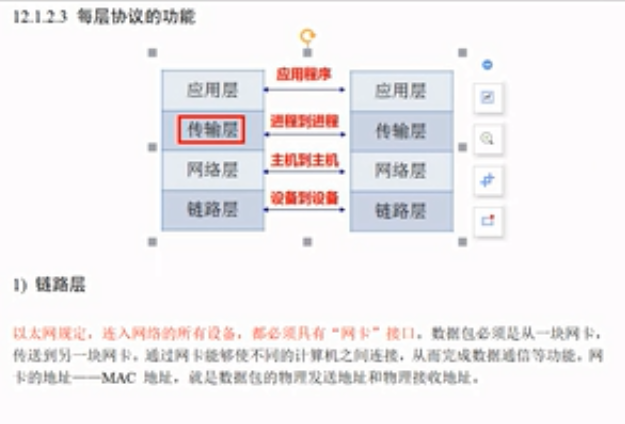 12.1.2.3 每层协议的功能
应用层 应用程序 应用层
传输层 进程到进程 传输层
网络层 主机到主机 网络层
链路层 设备到设备 链路层
1) 链路层
以太网规定，连入网络的所有设备，都必须具有“网卡”接口。数据包必须是从一块网卡，
传送到另一块网卡。通过网卡能够使不同的计算机之间连接，从而完成数据通信等功能。网
卡的地址——MAC 地址，就是数据包的物理发送地址和物理接收地址。